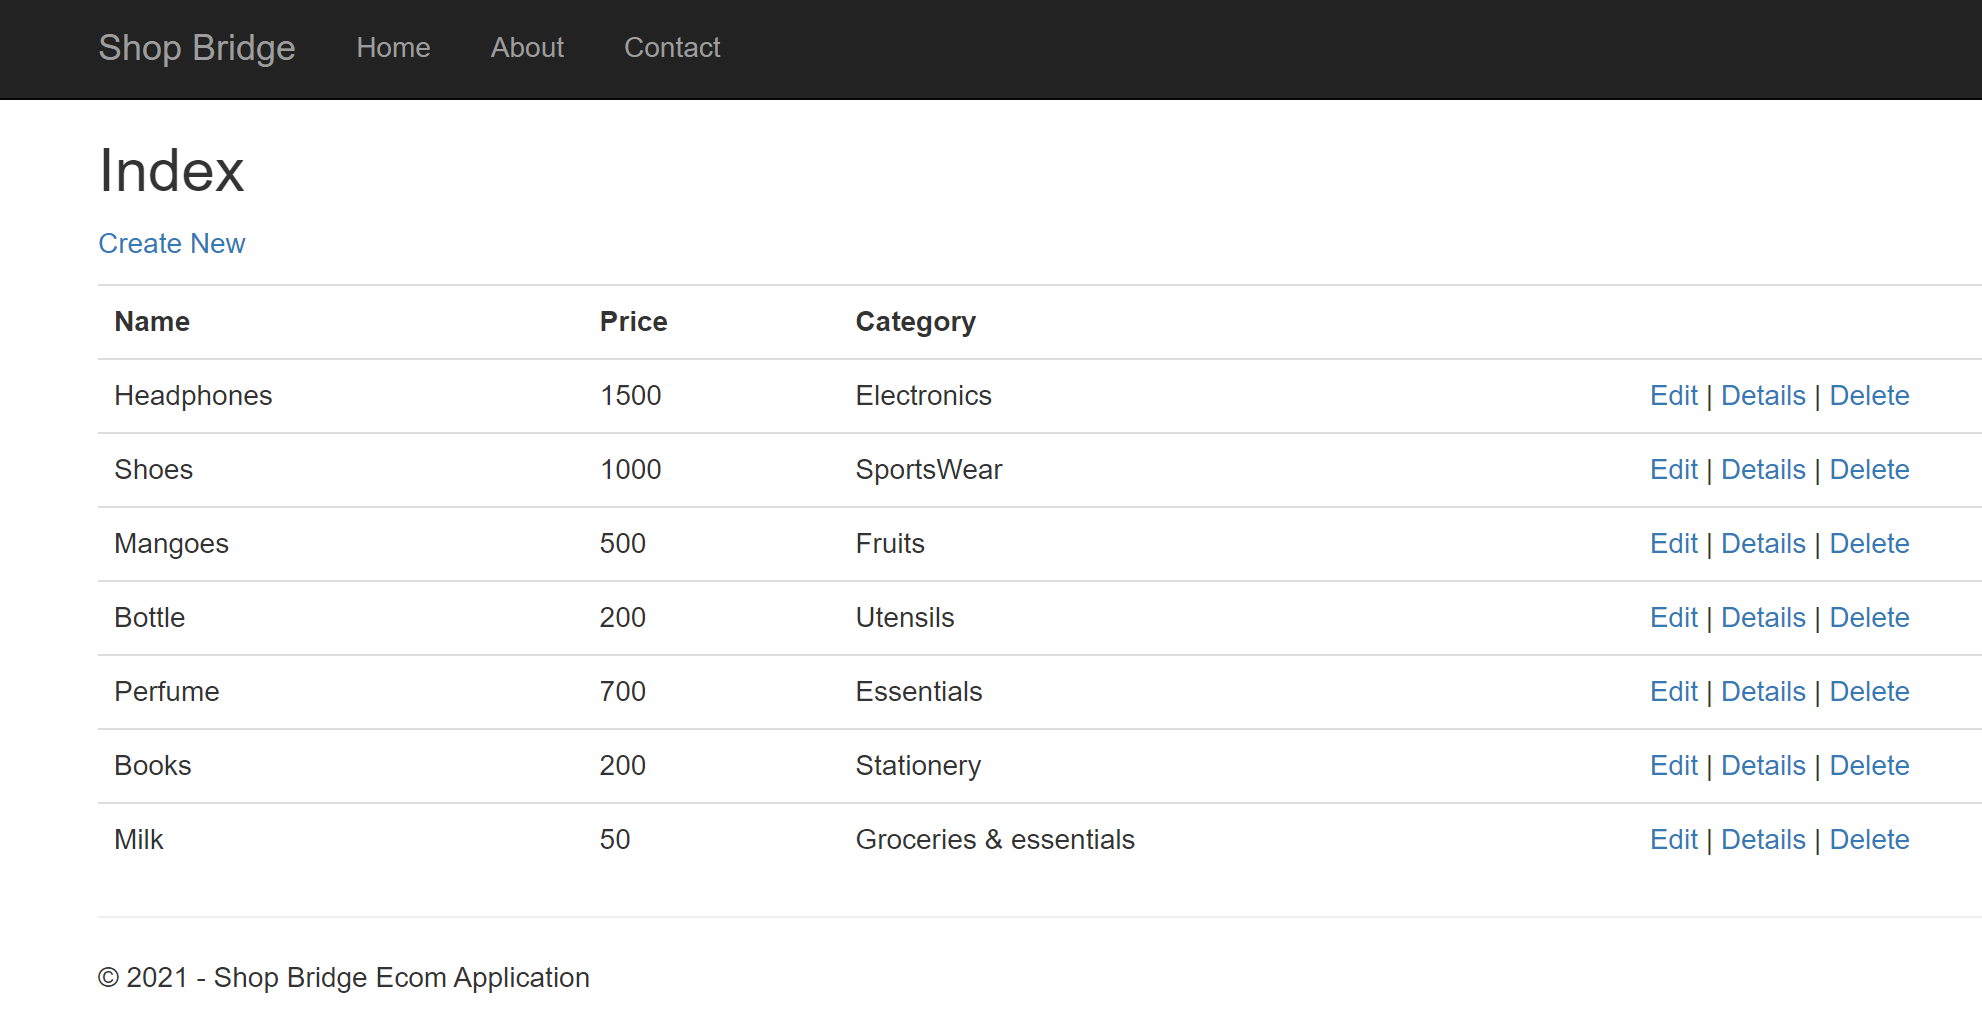 Shop Bridge Home About Contact
Index
Create New
Name Price Category
Headphones 1500 Electronics Edit | Details | Delete
Shoes 1000 SportsWear Edit | Details | Delete
Mangoes 500 Fruits Edit | Details | Delete
Bottle 200 Utensils Edit | Details | Delete
Perfume 700 Essentials Edit | Details | Delete
Books 200 Stationery Edit | Details | Delete
Milk 50 Groceries & essentials Edit | Details | Delete
© 2021 - Shop Bridge Ecom Application